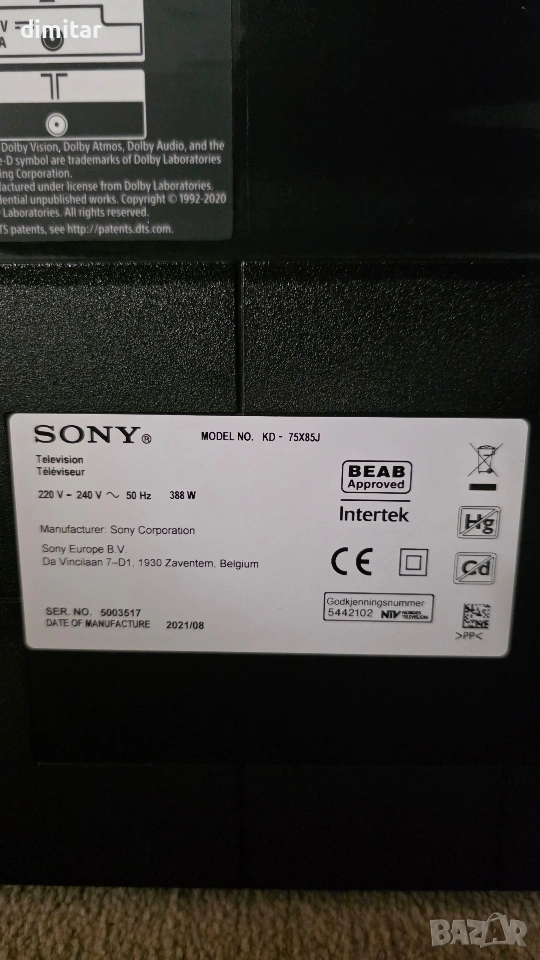 dimitar
V
A
Dolby Vision, Dolby Atmos, Dolby Audio, and the
e-D symbol are trademarks of Dolby Laboratories
ing Corporation.
factured under license from Dolby Laboratories.
dential unpublished works. Copyright © 1992-2020
Laboratories. All rights reserved.
TS patents, see http://patents.dts.com.
SONY®
MODEL NO. KD - 75X85J
Television
Téléviseur
220 V - 240 V ~ 50 Hz 388 W
BEAB
Approved
Intertek
Hg
Manufacturer: Sony Corporation
Sony Europe B.V.
Da Vincilaan 7-D1, 1930 Zaventem, Belgium
CE
Cd
SER. NO. 5003517
DATE OF MANUFACTURE 2021/08
Godkjenningsnummer
5442102 NTV NORGES TELEVISJON
>PP<
BAZAR